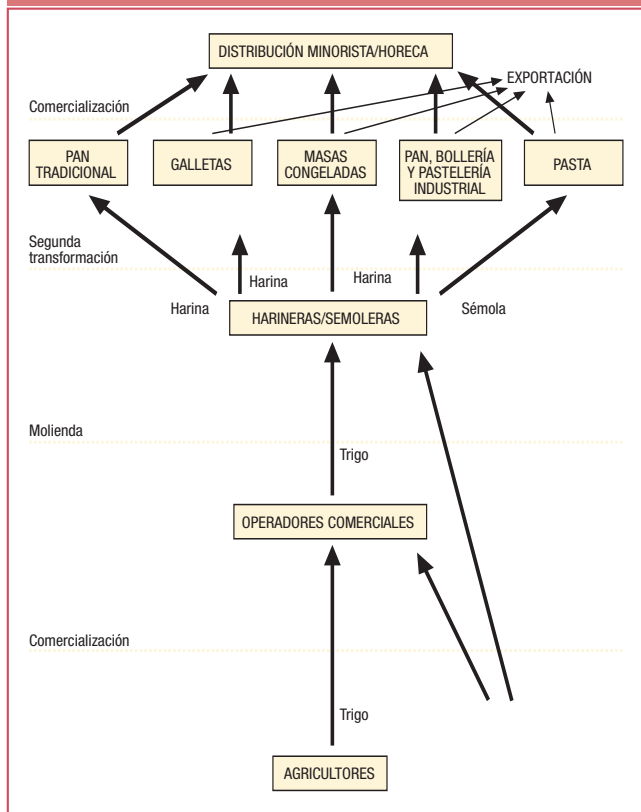 DISTRIBUCIÓN MINORISTA/HORECA
EXPORTACIÓN
Comercialización
PAN
TRADICIONAL
GALLETAS
MASAS
CONGELADAS
PAN, BOLLERÍA
Y PASTELERÍA
INDUSTRIAL
PASTA
Segunda
transformación
Harina
Harina
Harina
Sémola
HARINERAS/SEMOLERAS
Molienda
Trigo
OPERADORES COMERCIALES
Comercialización
Trigo
AGRICULTORES